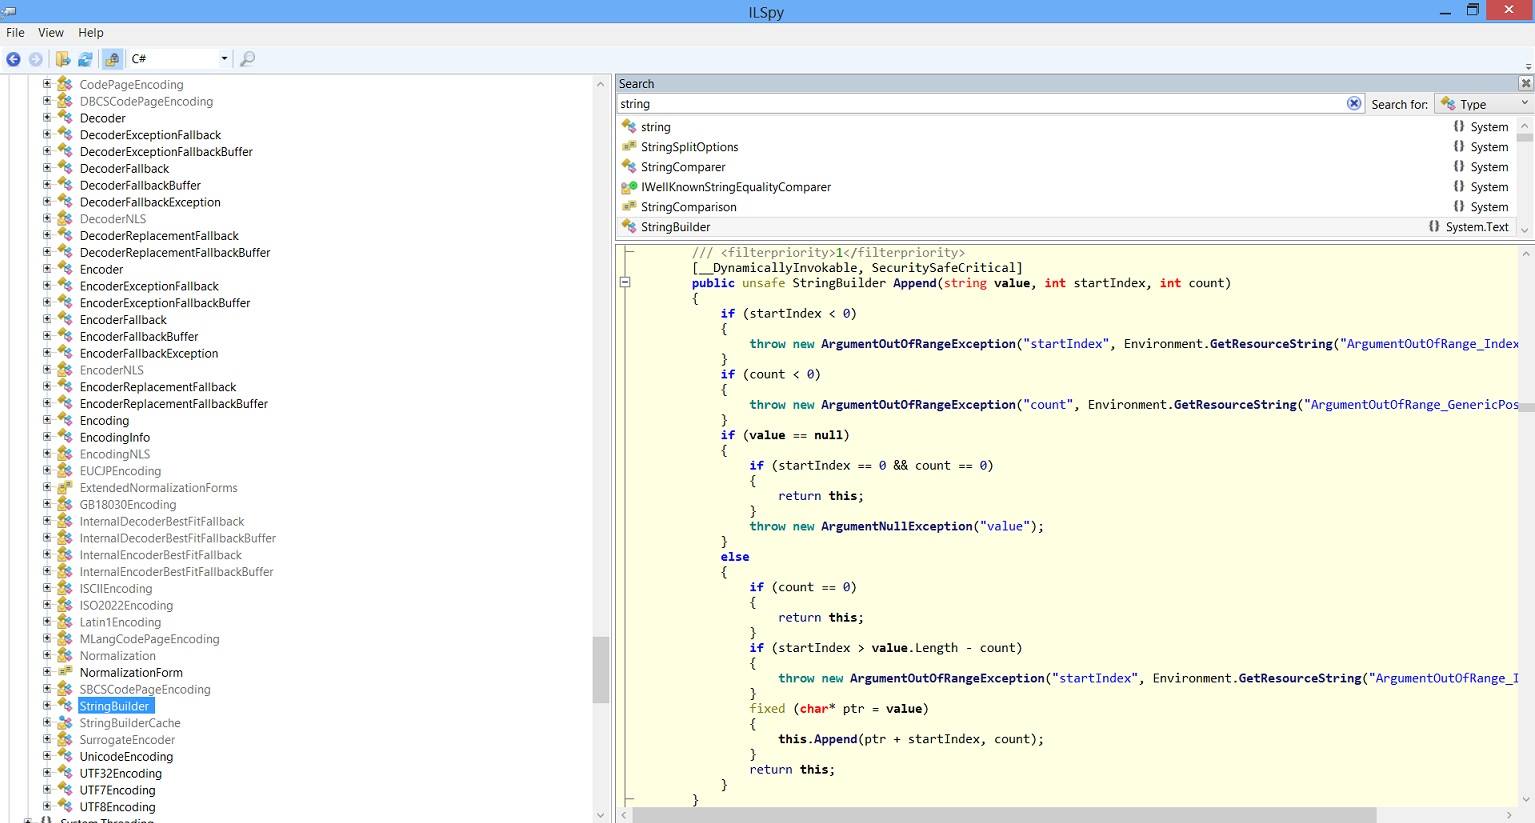 ILSpy
File View Help
C#
CodePageEncoding
DBCSCodePageEncoding
Decoder
DecoderExceptionFallback
DecoderExceptionFallbackBuffer
DecoderFallback
DecoderFallbackBuffer
DecoderFallbackException
DecoderNLS
DecoderReplacementFallback
DecoderReplacementFallbackBuffer
Encoder
EncoderExceptionFallback
EncoderExceptionFallbackBuffer
EncoderFallback
EncoderFallbackBuffer
EncoderFallbackException
EncoderNLS
EncoderReplacementFallback
EncoderReplacementFallbackBuffer
Encoding
EncodingInfo
EncodingNLS
EUCJPEncoding
ExtendedNormalizationForms
GB18030Encoding
InternalDecoderBestFitFallback
InternalDecoderBestFitFallbackBuffer
InternalEncoderBestFitFallback
InternalEncoderBestFitFallbackBuffer
ISCIIEncoding
ISO2022Encoding
Latin1Encoding
MLangCodePageEncoding
Normalization
NormalizationForm
SBCSCodePageEncoding
StringBuilder
StringBuilderCache
SurrogateEncoder
UnicodeEncoding
UTF32Encoding
UTF7Encoding
UTF8Encoding
{} System.Threading
Search
string Search for: Type
string {} System
StringSplitOptions {} System
StringComparer {} System
IWellKnownStringEqualityComparer {} System
StringComparison {} System
StringBuilder {} System.Text
/// <filterpriority>1</filterpriority>
[__DynamicallyInvokable, SecuritySafeCritical]
public unsafe StringBuilder Append(string value, int startIndex, int count)
{
if (startIndex < 0)
{
throw new ArgumentOutOfRangeException("startIndex", Environment.GetResourceString("ArgumentOutOfRange_Index
}
if (count < 0)
{
throw new ArgumentOutOfRangeException("count", Environment.GetResourceString("ArgumentOutOfRange_GenericPos
}
if (value == null)
{
if (startIndex == 0 && count == 0)
{
return this;
}
throw new ArgumentNullException("value");
}
else
{
if (count == 0)
{
return this;
}
if (startIndex > value.Length - count)
{
throw new ArgumentOutOfRangeException("startIndex", Environment.GetResourceString("ArgumentOutOfRange_I
}
fixed (char* ptr = value)
{
this.Append(ptr + startIndex, count);
}
return this;
}
}